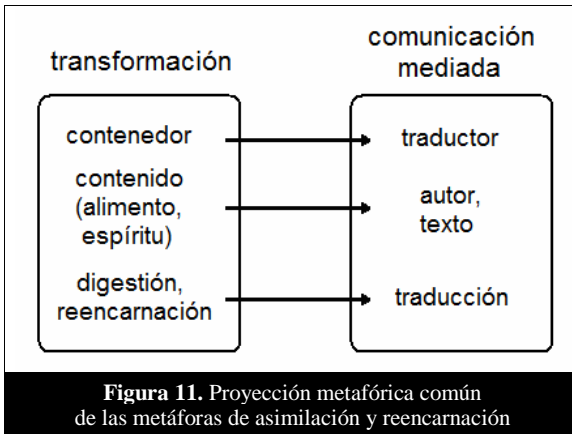 transformación
comunicación
mediada
contenedor
traductor
contenido
(alimento,
espíritu)
autor,
texto
digestión,
reencarnación
traducción
Figura 11. Proyección metafórica común
de las metáforas de asimilación y reencarnación